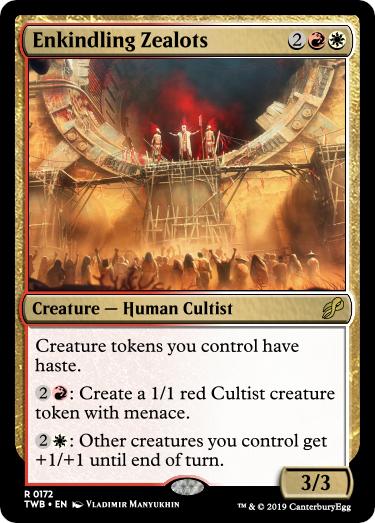 Enkindling Zealots 2
Creature — Human Cultist
Creature tokens you control have
haste.
2: Create a 1/1 red Cultist creature
token with menace.
2: Other creatures you control get
+1/+1 until end of turn.
3/3
R 0172
TWB • EN Vladimir Manyukhin
™ & © 2019 CanterburyEgg